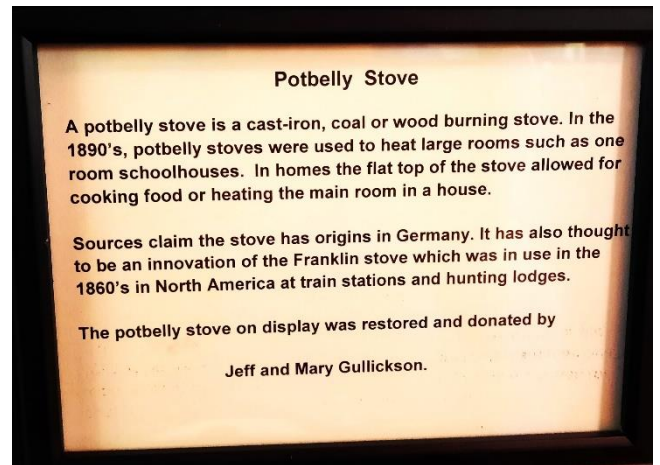 Potbelly Stove
A potbelly stove is a cast-iron, coal or wood burning stove. In the
1890's, potbelly stoves were used to heat large rooms such as one
room schoolhouses. In homes the flat top of the stove allowed for
cooking food or heating the main room in a house.
Sources claim the stove has origins in Germany. It has also thought
to be an innovation of the Franklin stove which was in use in the
1860's in North America at train stations and hunting lodges.
The potbelly stove on display was restored and donated by
Jeff and Mary Gullickson.